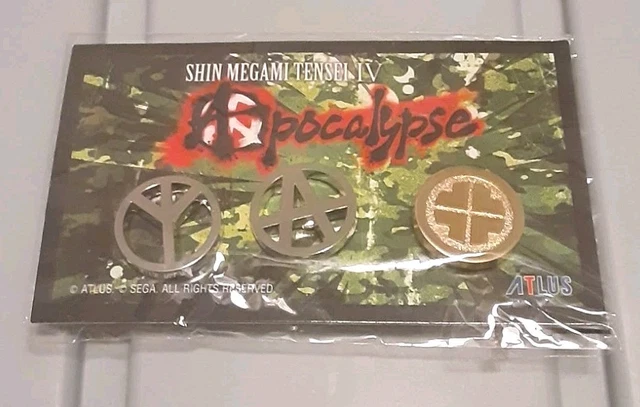 SHIN MEGAMI TENSEI IV
Apocalypse
© ATLUS. © SEGA. ALL RIGHTS RESERVED
ATLUS